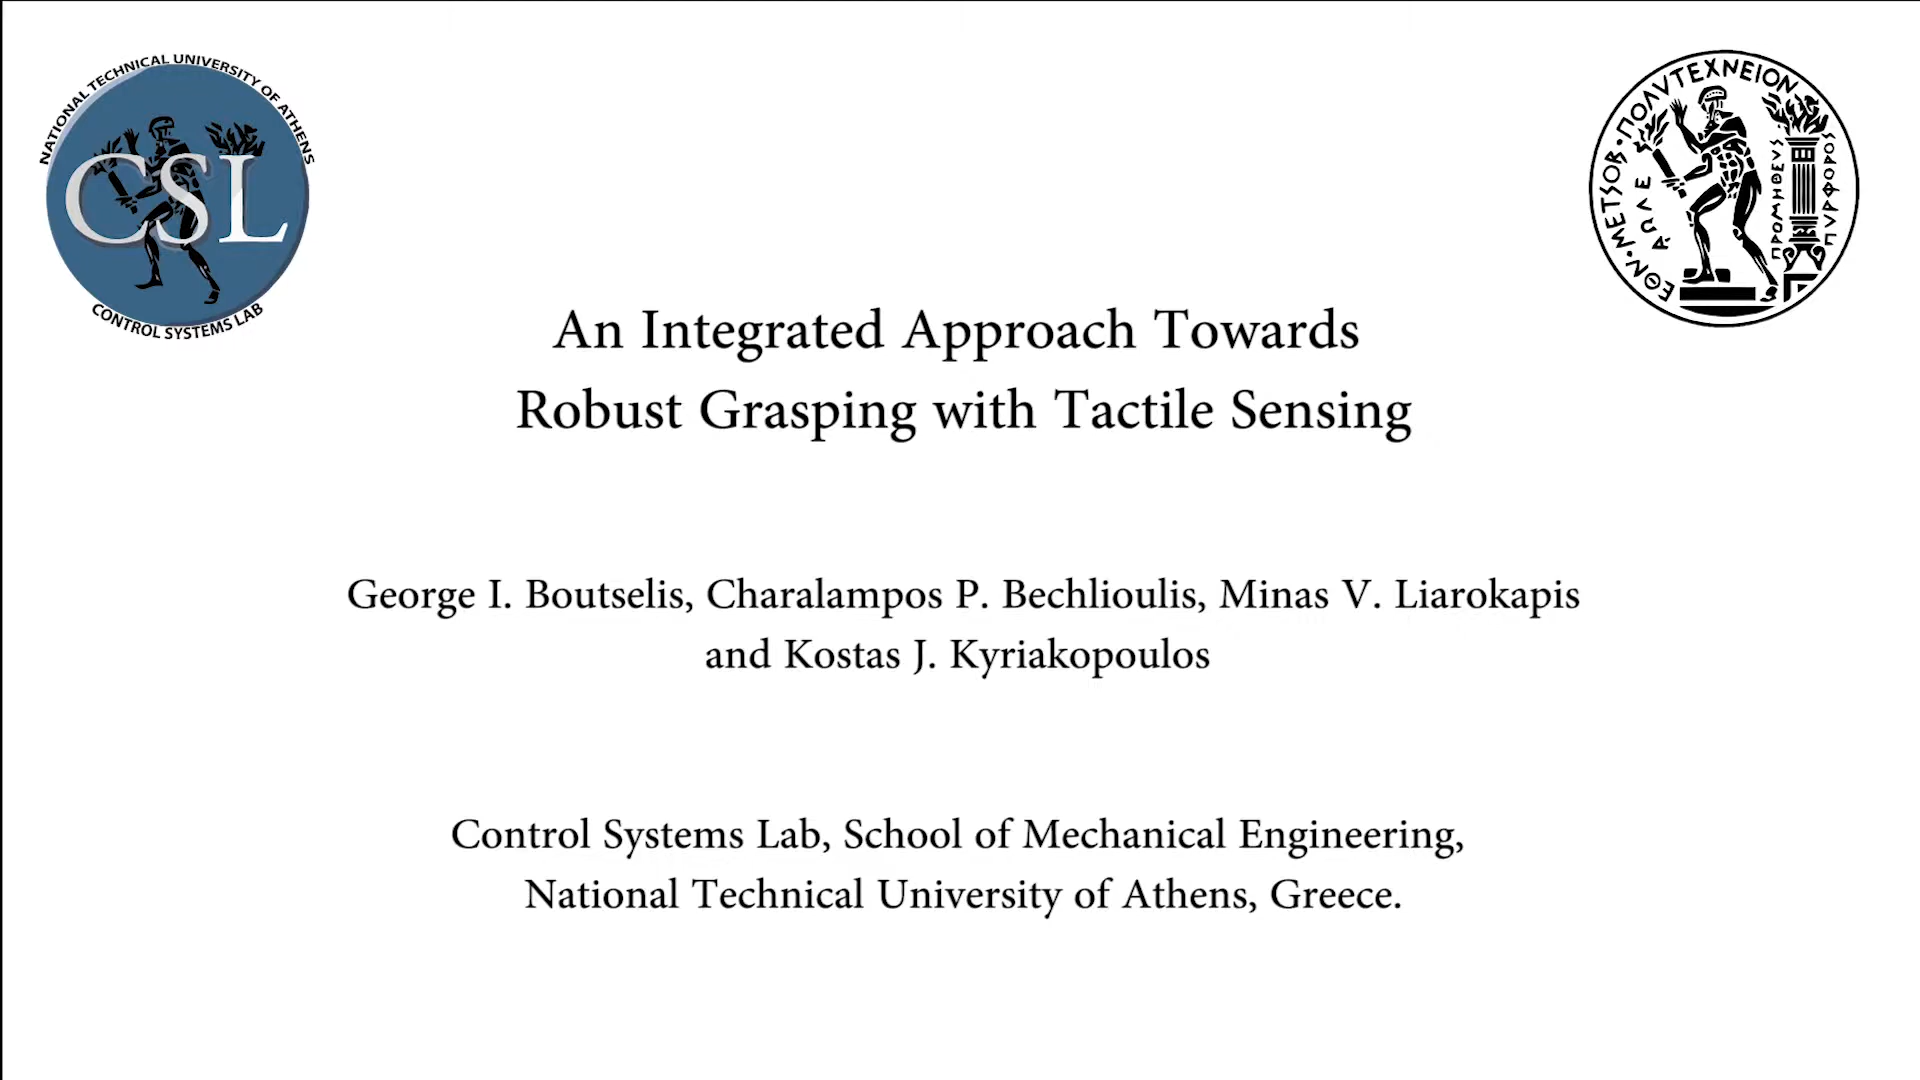 NATIONAL TECHNICAL UNIVERSITY OF ATHENS
CSL
CONTROL SYSTEMS LAB
ΕΘΝ·ΜΕΤSΟΒ·ΠΟΛΥΤΕΧΝΕΙΟΝ
ΠΡΟΜΗΘΕΥΣ
ΠΥΡΦΟΡΟΣ
An Integrated Approach Towards
Robust Grasping with Tactile Sensing
George I. Boutselis, Charalampos P. Bechlioulis, Minas V. Liarokapis
and Kostas J. Kyriakopoulos
Control Systems Lab, School of Mechanical Engineering,
National Technical University of Athens, Greece.